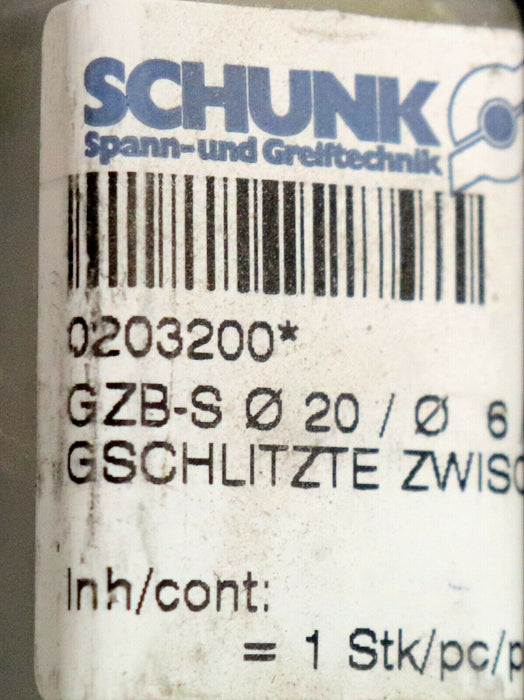 SCHUNK
Spann-und Greiftechnik
0203200*
GZB-S Ø 20 / Ø 6
GSCHLITZTE ZWISC
Inh/cont:
= 1 Stk/pc/p